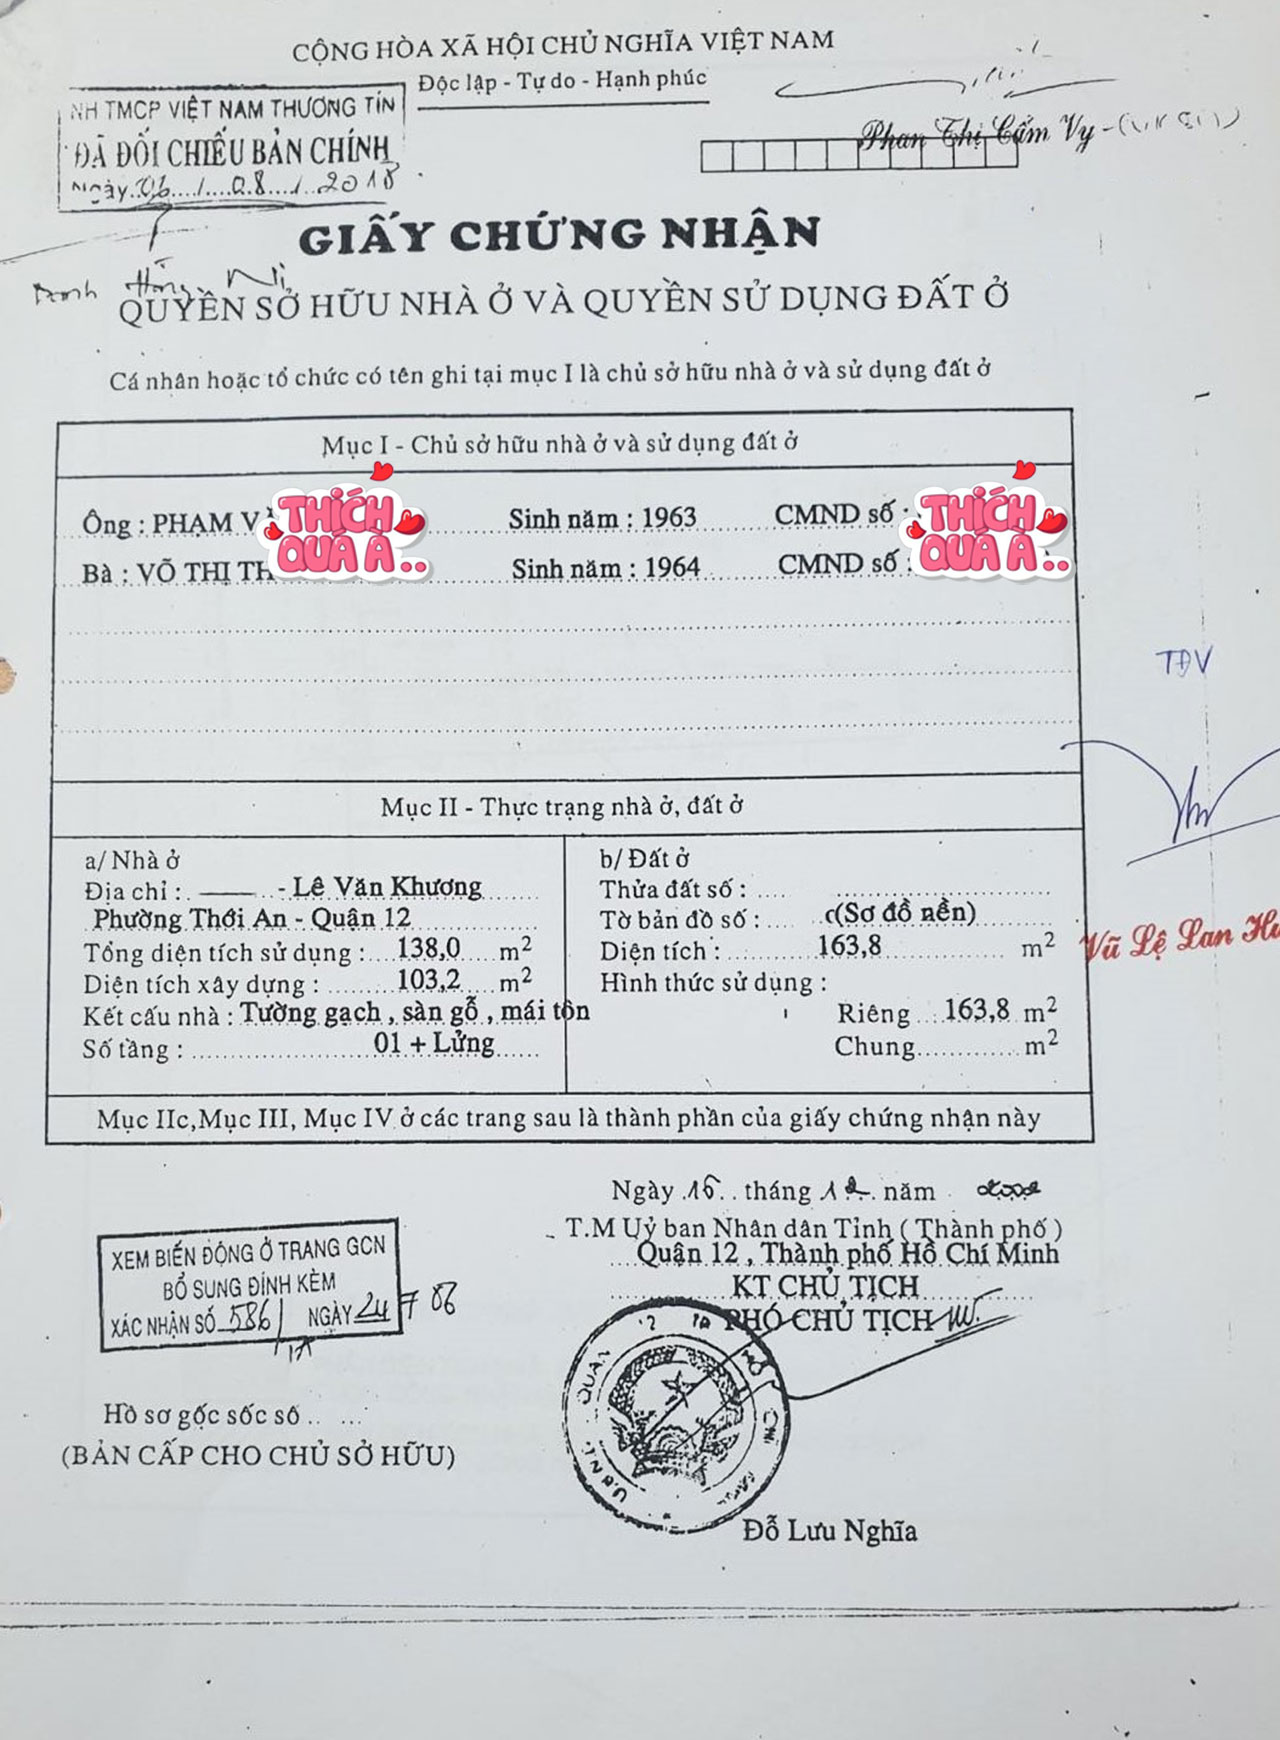 CỘNG HÒA XÃ HỘI CHỦ NGHĨA VIỆT NAM
Độc lập - Tự do - Hạnh phúc
NH TMCP VIỆT NAM THƯƠNG TÍN
ĐÃ ĐỐI CHIẾU BẢN CHÍNH
Ngày 06/08/2018
Phan Thị Cẩm Vy
GIẤY CHỨNG NHẬN
QUYỀN SỞ HỮU NHÀ Ở VÀ QUYỀN SỬ DỤNG ĐẤT Ở
Cá nhân hoặc tổ chức có tên ghi tại mục I là chủ sở hữu nhà ở và sử dụng đất ở
Mục I - Chủ sở hữu nhà ở và sử dụng đất ở
Ông : PHẠM V Sinh năm : 1963 CMND số :
THÍCH QUÁ À.. THÍCH QUÁ À..
Bà : VÕ THỊ TH Sinh năm : 1964 CMND số :
TĐV
Mục II - Thực trạng nhà ở, đất ở
a/ Nhà ở
Địa chỉ : - Lê Văn Khương
Phường Thới An - Quận 12
Tổng diện tích sử dụng : 138,0 m2
Diện tích xây dựng : 103,2 m2
Kết cấu nhà : Tường gạch , sàn gỗ , mái tôn
Số tầng : 01 + Lửng
b/ Đất ở
Thửa đất số :
Tờ bản đồ số : c(Sơ đồ nền)
Diện tích : 163,8 m2
Hình thức sử dụng :
Riêng 163,8 m2
Chung m2
Vũ Lệ Lan
Mục IIc,Mục III, Mục IV ở các trang sau là thành phần của giấy chứng nhận này
Ngày 16 tháng 12 năm 2002
T.M Uỷ ban Nhân dân Tỉnh ( Thành phố )
Quận 12 , Thành phố Hồ Chí Minh
KT CHỦ TỊCH
PHÓ CHỦ TỊCH
XEM BIẾN ĐỘNG Ở TRANG GCN
BỔ SUNG ĐÍNH KÈM
XÁC NHẬN SỐ 586/ NGÀY 24 7 06
Hồ sơ gốc sốc số
(BẢN CẤP CHO CHỦ SỞ HỮU)
Đỗ Lưu Nghĩa